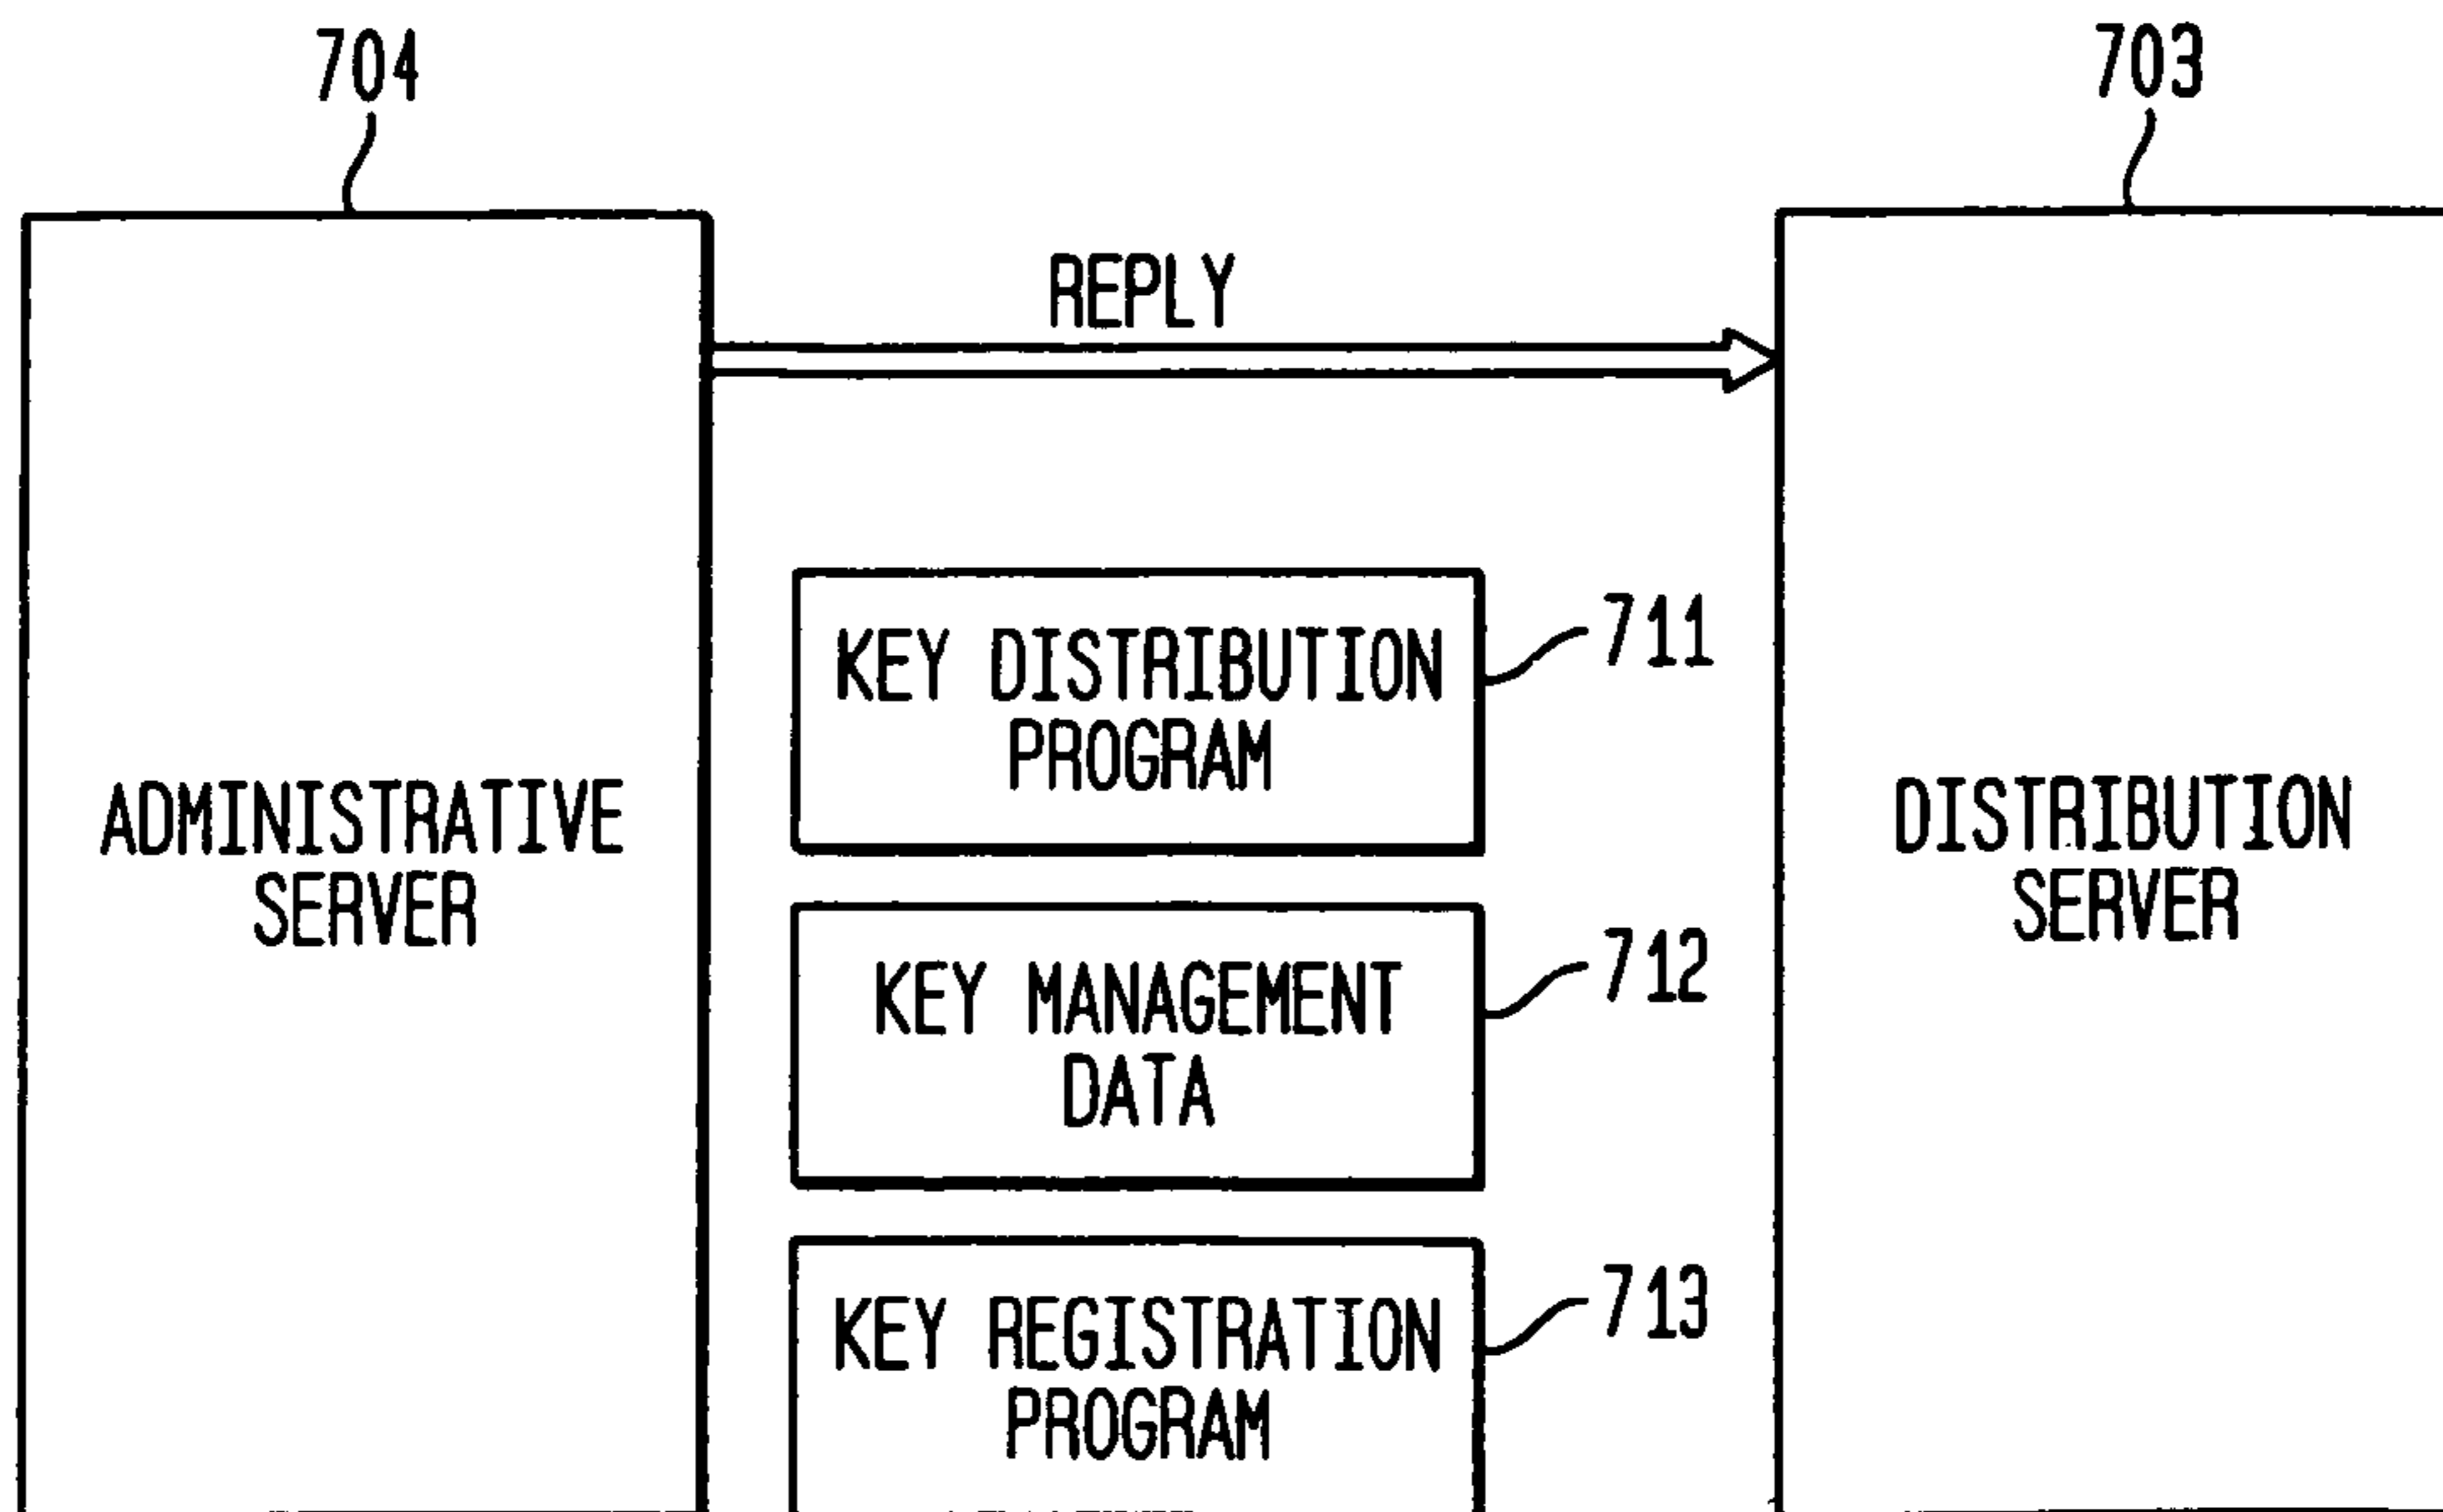 704
703
REPLY
KEY DISTRIBUTION
PROGRAM
711
ADMINISTRATIVE
SERVER
DISTRIBUTION
SERVER
KEY MANAGEMENT
DATA
712
KEY REGISTRATION
PROGRAM
713